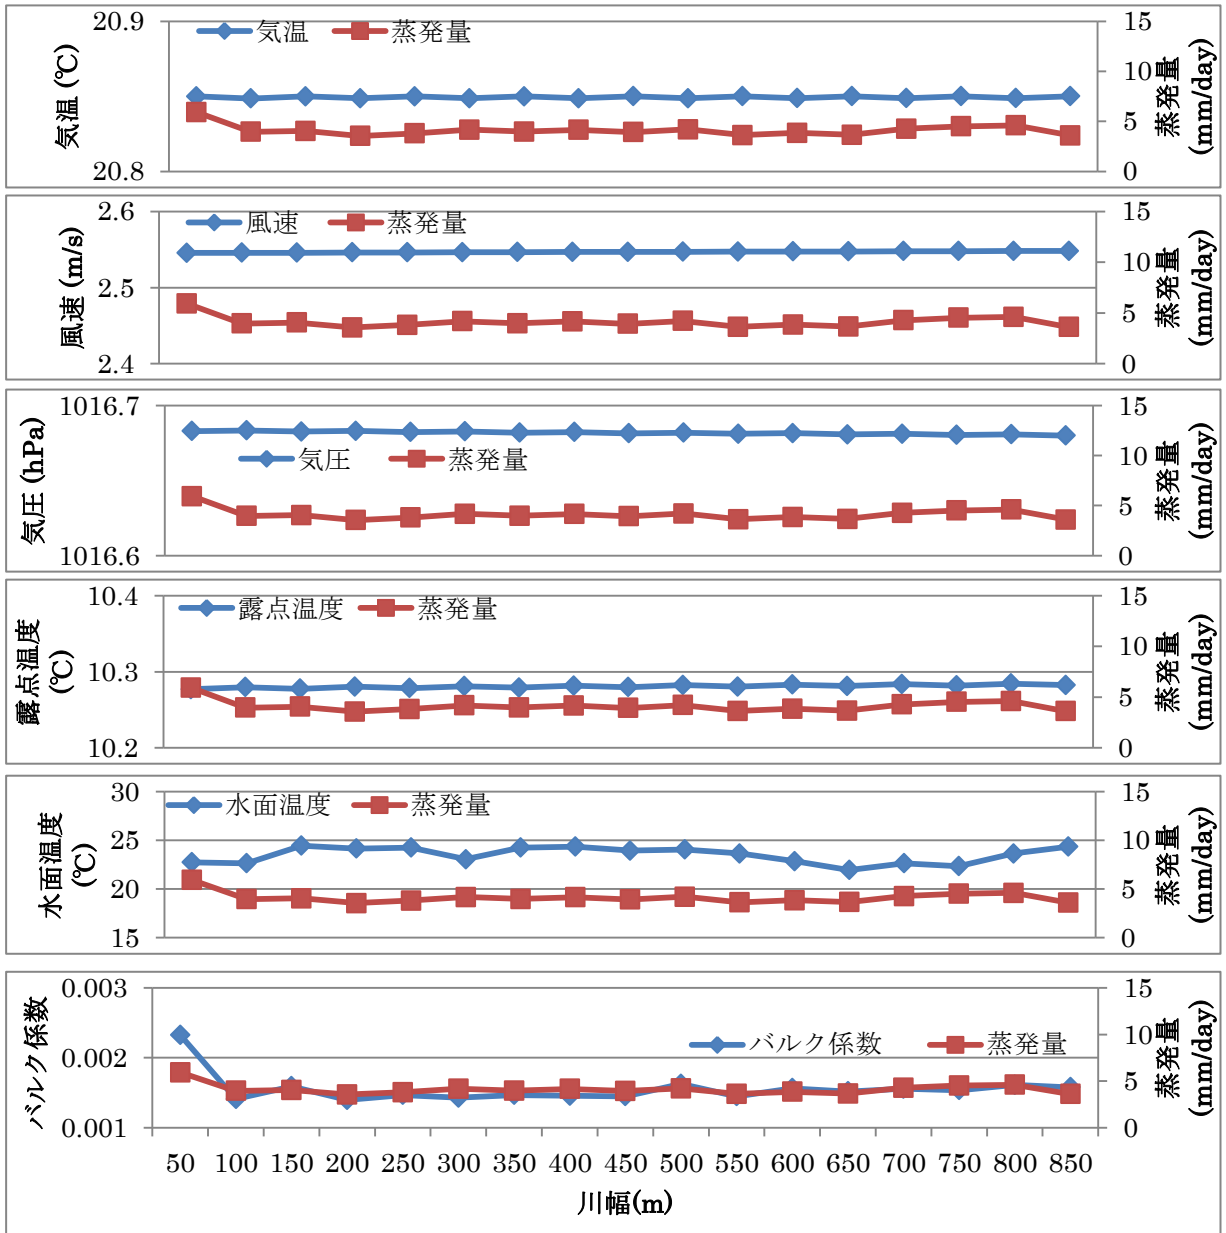 気温 蒸発量
気温 (℃)
20.9
20.8
15
10
5
0
蒸発量
(mm/day)
風速 蒸発量
風速 (m/s)
2.6
2.5
2.4
15
10
5
0
蒸発量
(mm/day)
気圧 蒸発量
気圧 (hPa)
1016.7
1016.6
15
10
5
0
蒸発量
(mm/day)
露点温度 蒸発量
露点温度
(℃)
10.4
10.3
10.2
15
10
5
0
蒸発量
(mm/day)
水面温度 蒸発量
水面温度
(℃)
30
25
20
15
15
10
5
0
蒸発量
(mm/day)
バルク係数 蒸発量
バルク係数
0.003
0.002
0.001
15
10
5
0
蒸発量
(mm/day)
50 100 150 200 250 300 350 400 450 500 550 600 650 700 750 800 850
川幅(m)